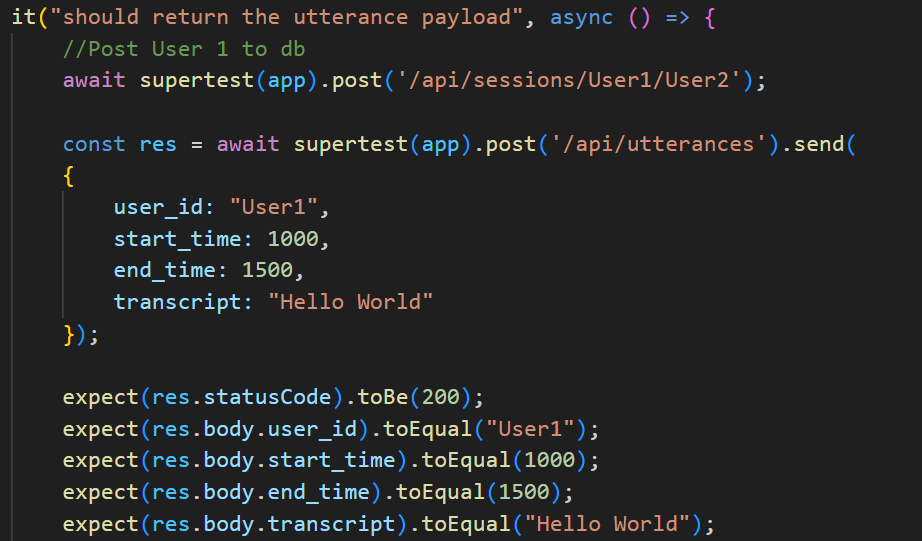 it("should return the utterance payload", async () => {
//Post User 1 to db
await supertest(app).post('/api/sessions/User1/User2');
const res = await supertest(app).post('/api/utterances').send(
{
user_id: "User1",
start_time: 1000,
end_time: 1500,
transcript: "Hello World"
});
expect(res.statusCode).toBe(200);
expect(res.body.user_id).toEqual("User1");
expect(res.body.start_time).toEqual(1000);
expect(res.body.end_time).toEqual(1500);
expect(res.body.transcript).toEqual("Hello World");